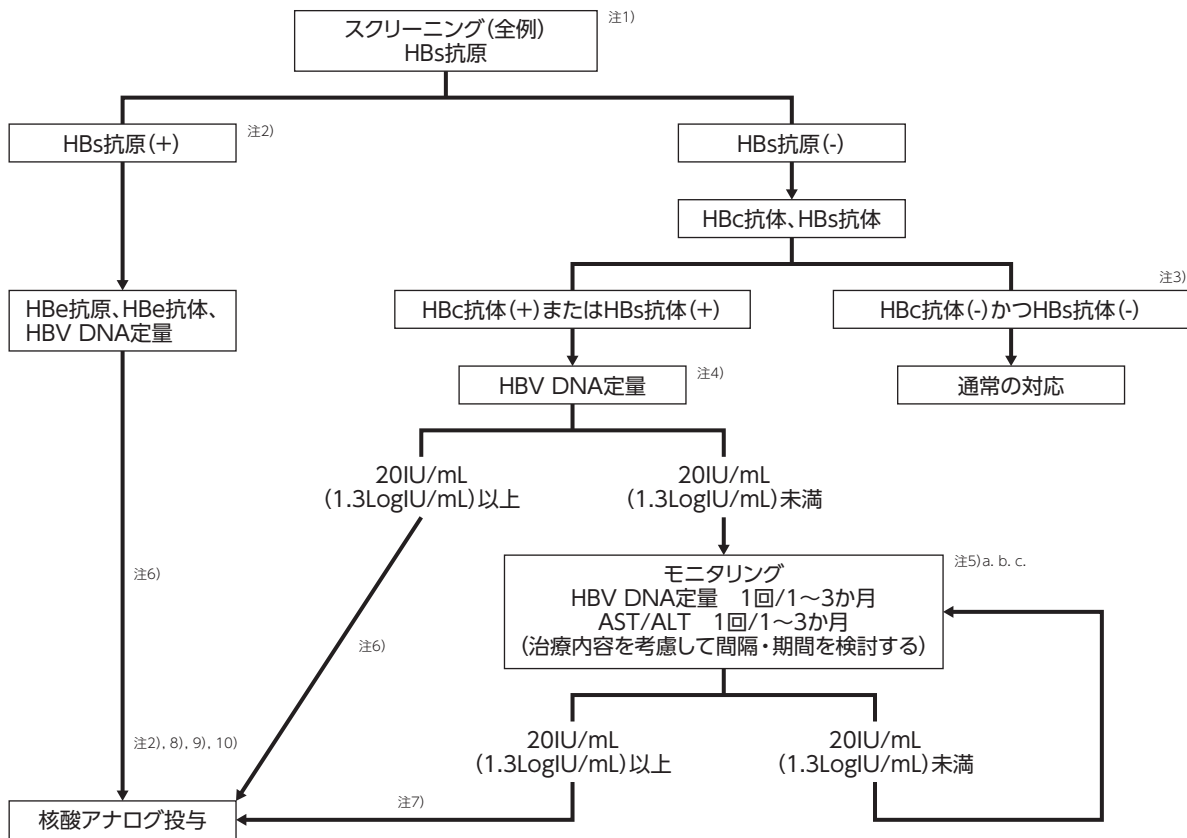 スクリーニング(全例)
HBs抗原
注1)
HBs抗原(+)
注2)
HBs抗原(-)
HBc抗体、HBs抗体
注3)
HBe抗原、HBe抗体、
HBV DNA定量
HBc抗体(+)またはHBs抗体(+)
HBc抗体(-)かつHBs抗体(-)
HBV DNA定量
注4)
通常の対応
20IU/mL
(1.3LogIU/mL)以上
20IU/mL
(1.3LogIU/mL)未満
注5)a. b. c.
モニタリング
HBV DNA定量 1回/1~3か月
AST/ALT 1回/1~3か月
(治療内容を考慮して間隔・期間を検討する)
注6)
注6)
20IU/mL
(1.3LogIU/mL)以上
20IU/mL
(1.3LogIU/mL)未満
注2), 8), 9), 10)
注7)
核酸アナログ投与